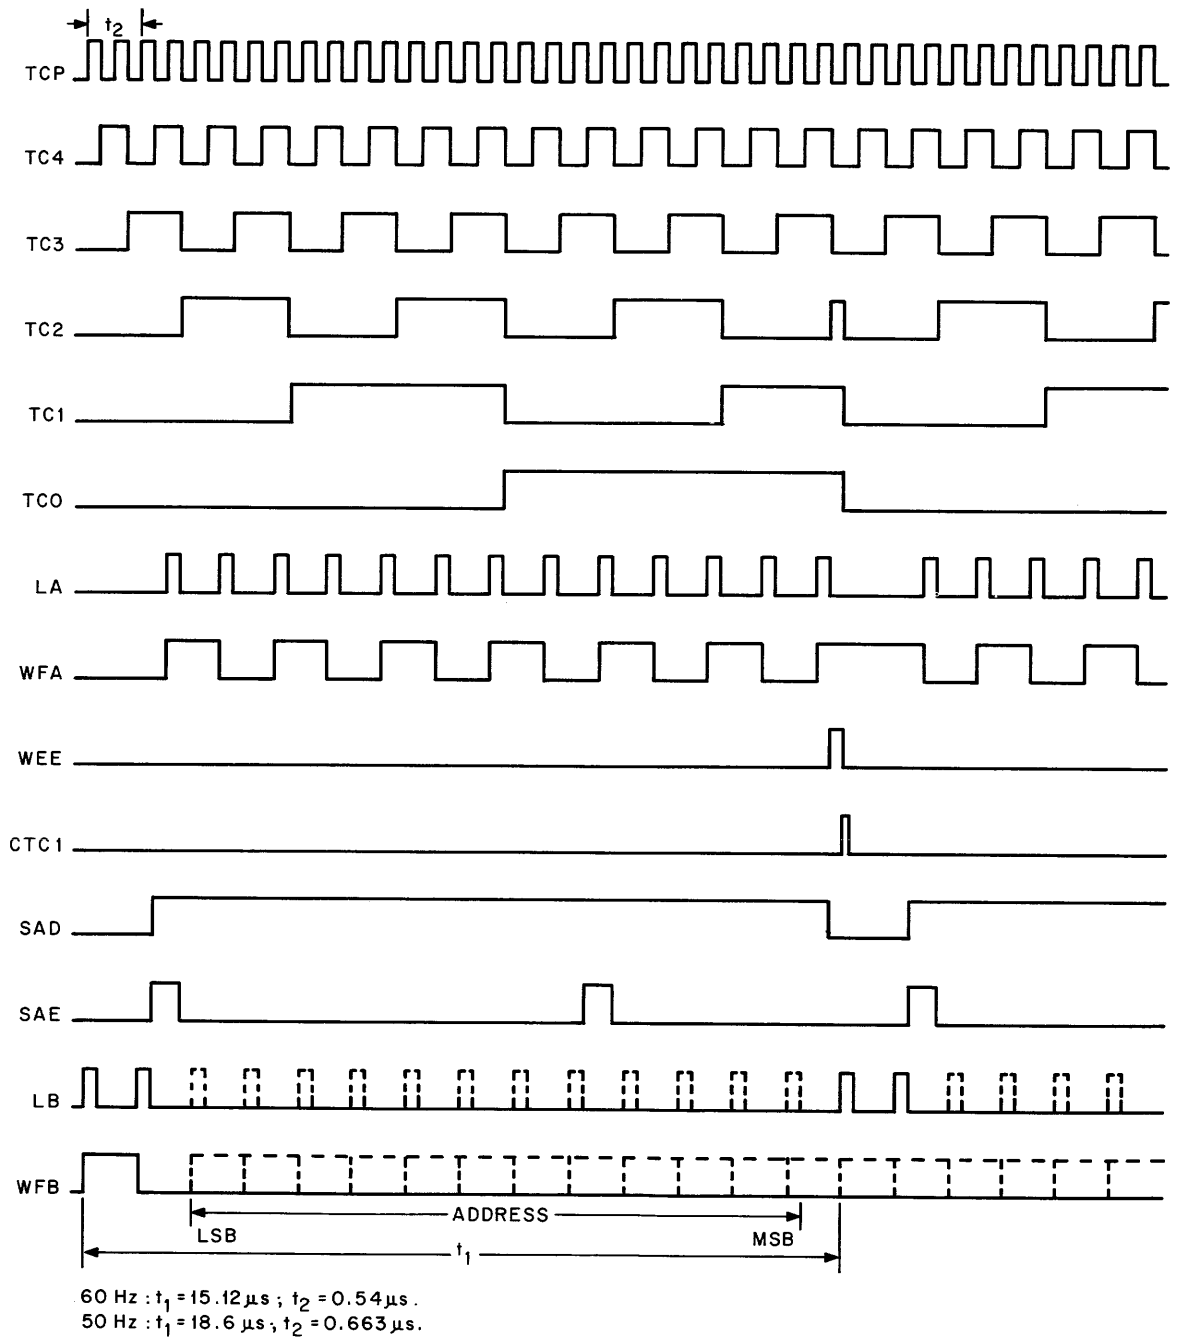 t2
TCP
TC4
TC3
TC2
TC1
TCO
LA
WFA
WEE
CTC1
SAD
SAE
LB
WFB
ADDRESS
LSB MSB
t1
60 Hz : t1 = 15.12 µs ; t2 = 0.54 µs.
50 Hz : t1 = 18.6 µs ; t2 = 0.663 µs.